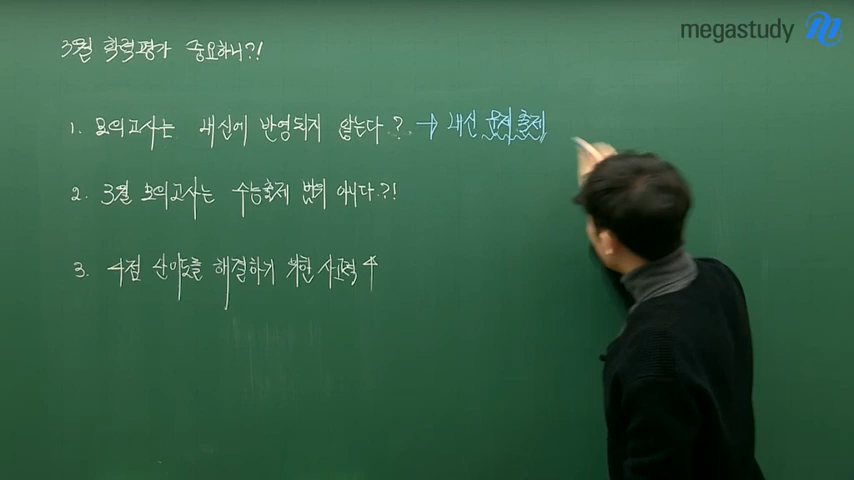 megastudy
3월 학력평가 중요하니?!
1. 모의고사는 내신에 반영되지 않는다? → 내신 문제 출제
2. 3월 모의고사는 수능출제 범위 아니다?!
3. 4점 난이도를 해결하기 위한 사고력 ↑